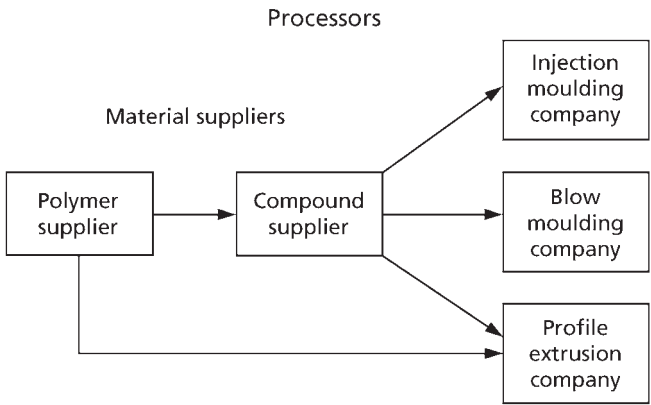 Processors
Material suppliers
Polymer
supplier
Compound
supplier
Injection
moulding
company
Blow
moulding
company
Profile
extrusion
company